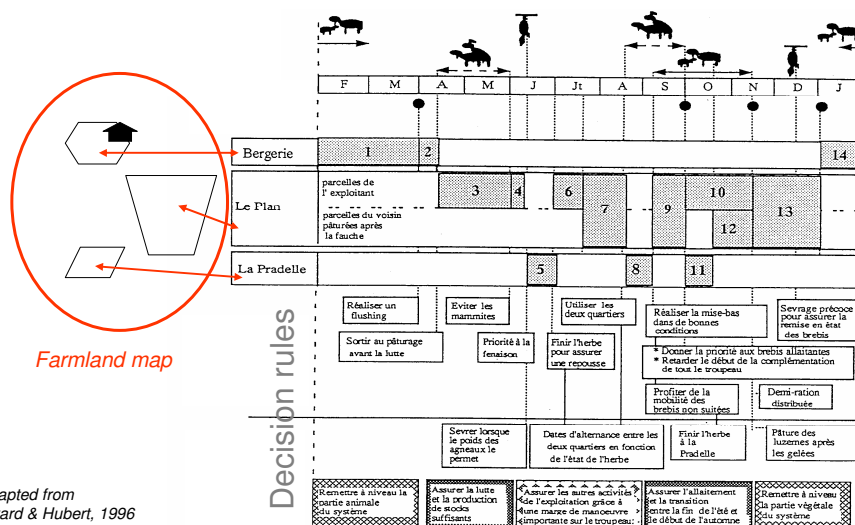 F M A M J Jt A S O N D J
Bergerie
1 2 14
Le Plan
parcelles de
l' exploitant
parcelles du voisin
pâturées après
la fauche
3 4 6 7 9 10 12 13
La Pradelle
5 8 11
Farmland map
Decision rules
Réaliser un
flushing
Eviter les
mammites
Utiliser les
deux quartiers
Réaliser la mise-bas
dans de bonnes
conditions
Sevrage précoce
pour assurer la
remise en état
des brebis
Sortir au pâturage
avant la lutte
Priorité à la
fenaison
Finir l'herbe
pour assurer
une repousse
* Donner la priorité aux brebis allaitantes
* Retarder le début de la complémentation
de tout le troupeau
Profiter de la
mobilité des
brebis non suitées
Demi-ration
distribuée
Sevrer lorsque
le poids des
agneaux le
permet
Dates d'alternance entre les
deux quartiers en fonction
de l'état de l'herbe
Finir l'herbe
à la
Pradelle
Pâture des
luzernes après
les gelées
Remettre à niveau la
partie animale
du système
Assurer la lutte
et la production
de stocks
suffisants
Assurer les autres activités
de l'exploitation grâce à
une marge de manoeuvre
importante sur le troupeau:
Assurer l'allaitement
et la transition
entre la fin de l'été et
le début de l'automne
Remettre à niveau
la partie végétale
du système
apted from
ard & Hubert, 1996